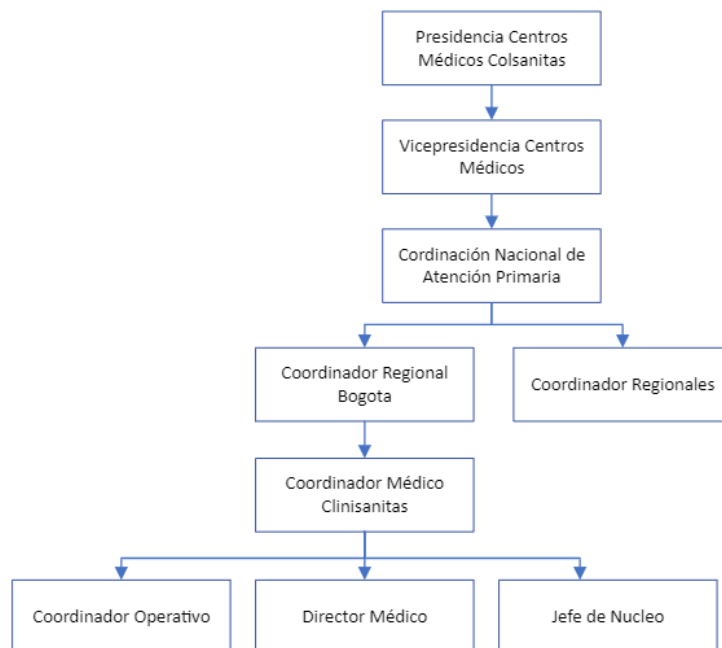 Presidencia Centros
Médicos Colsanitas
Vicepresidencia Centros
Médicos
Cordinación Nacional de
Atención Primaria
Coordinador Regional
Bogota
Coordinador Regionales
Coordinador Médico
Clinisanitas
Coordinador Operativo
Director Médico
Jefe de Nucleo